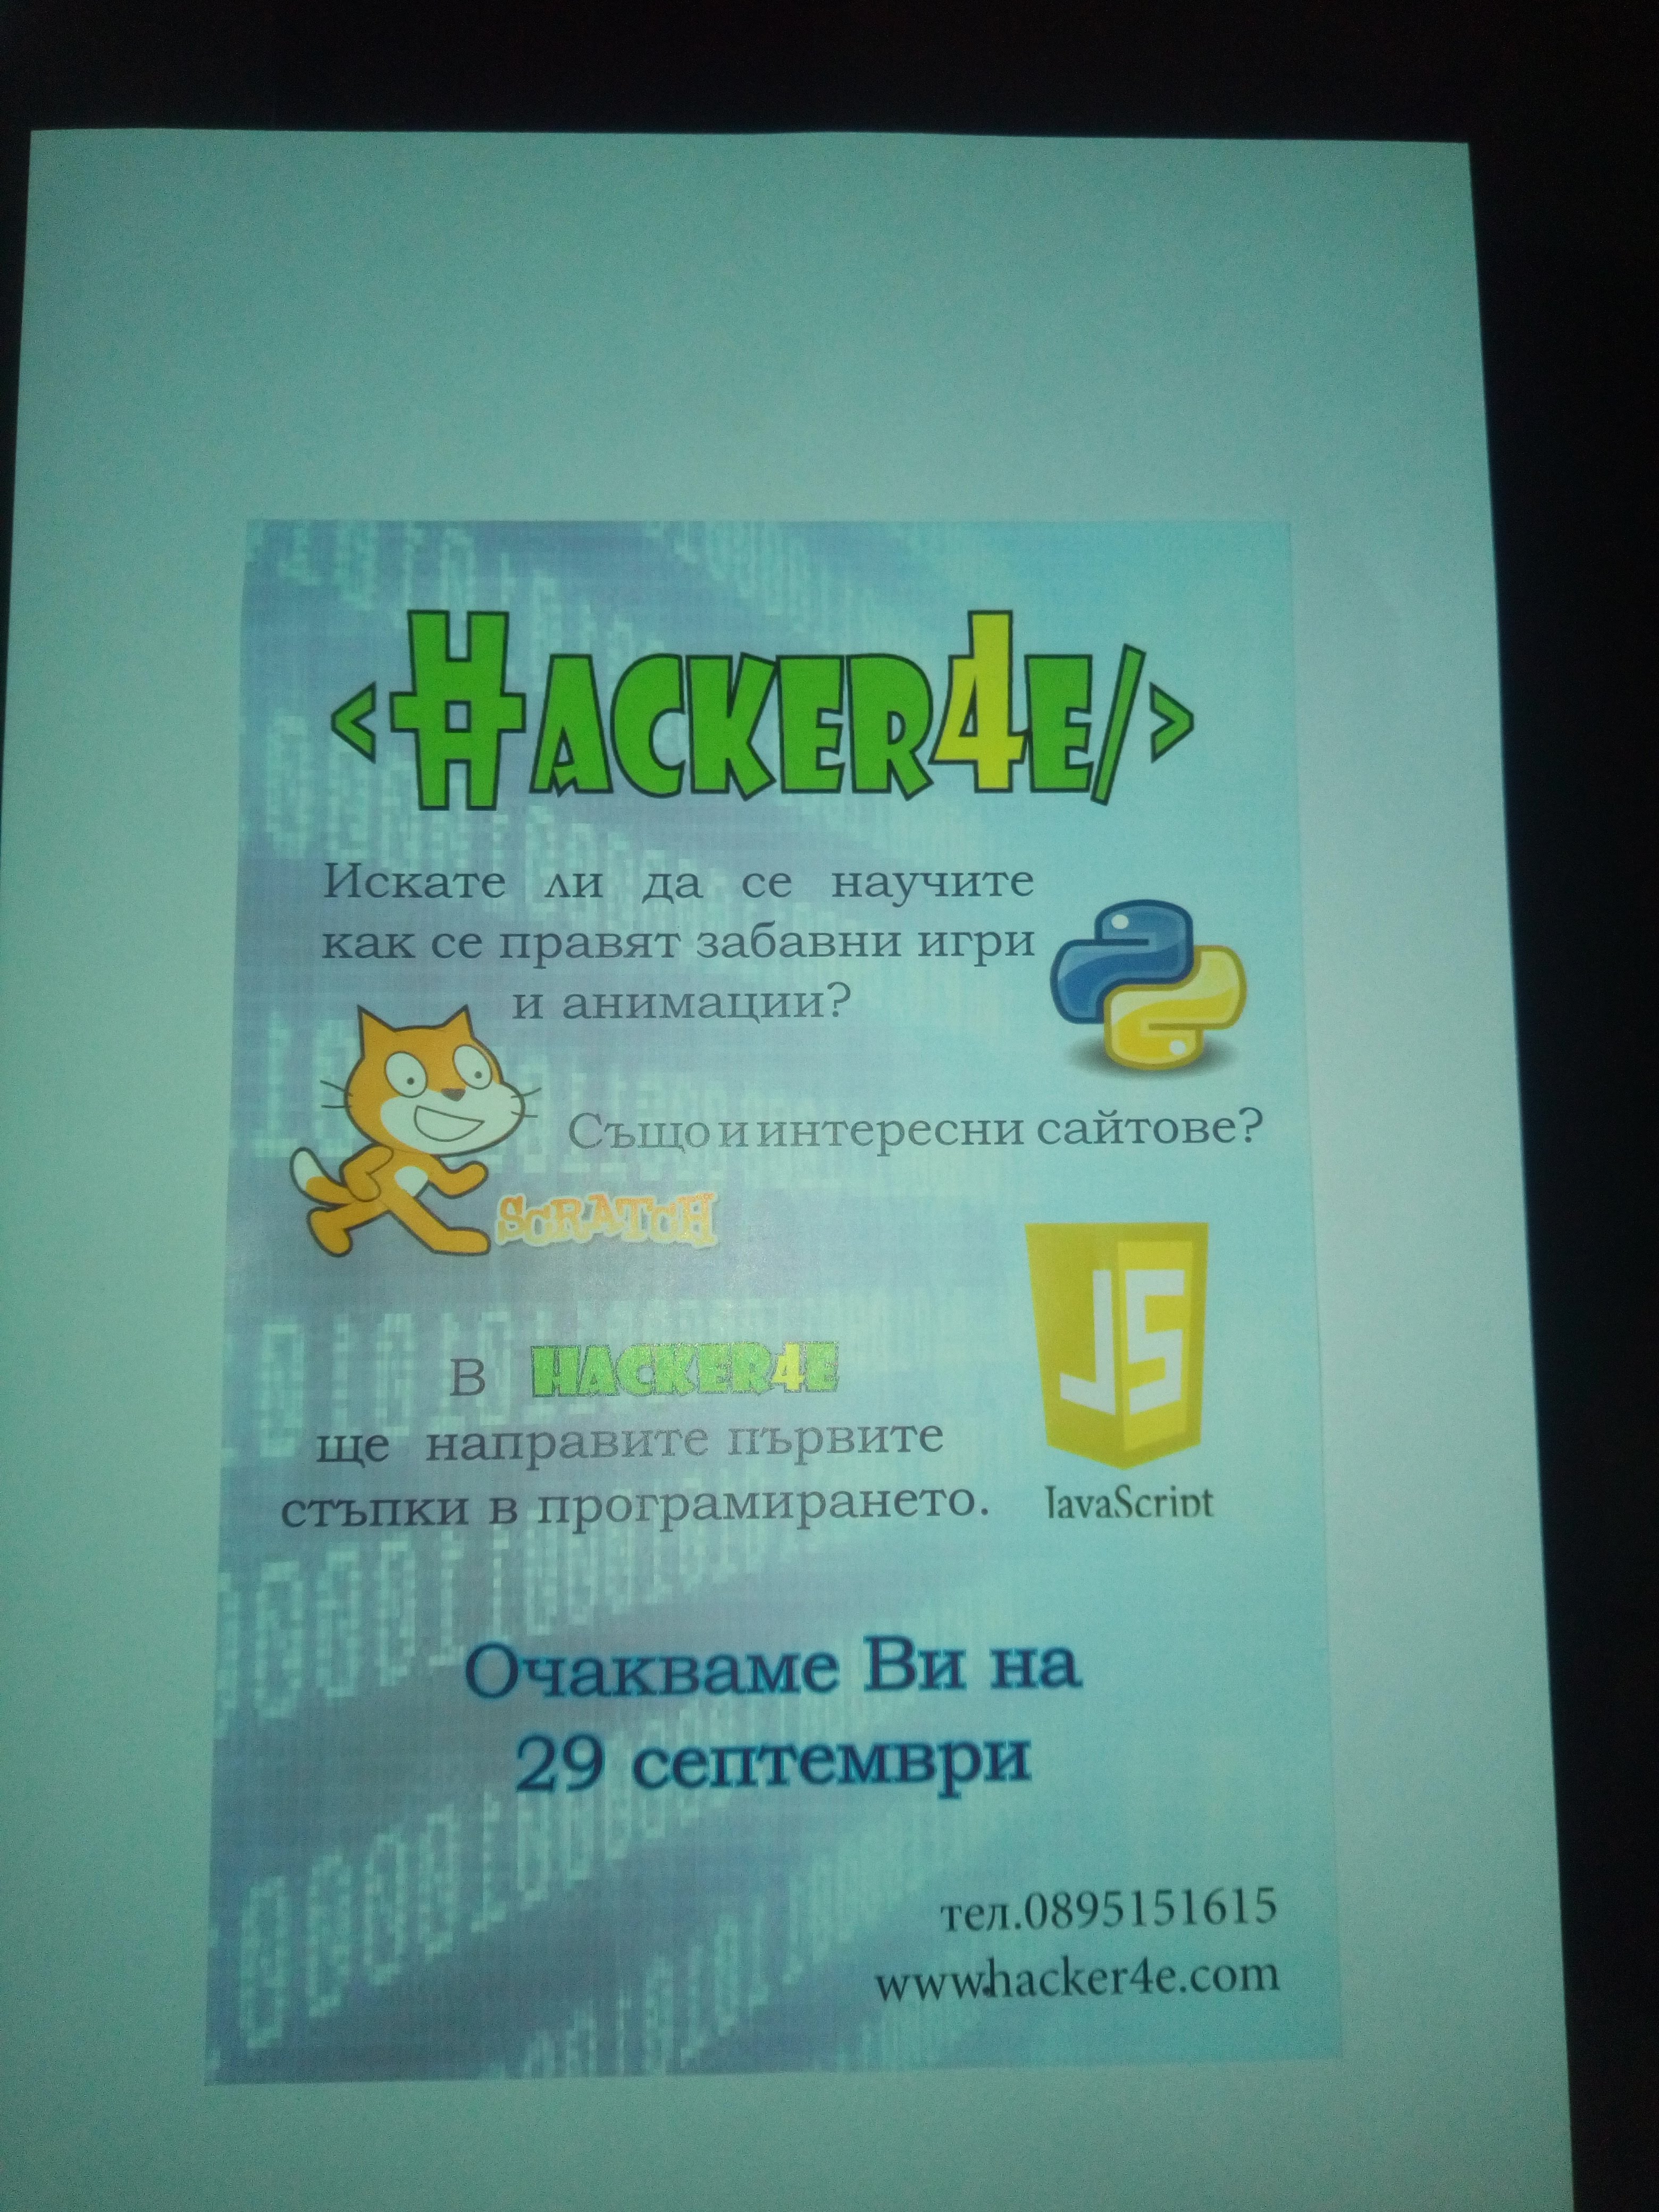 <HACKER4E/>
Искате ли да се научите
как се правят забавни игри
и анимации?
Също и интересни сайтове?
SCRATCH
JS
В HACKER4E
ще направите първите
стъпки в програмирането.
JavaScript
Очакваме Ви на
29 септември
тел.0895151615
www.hacker4e.com